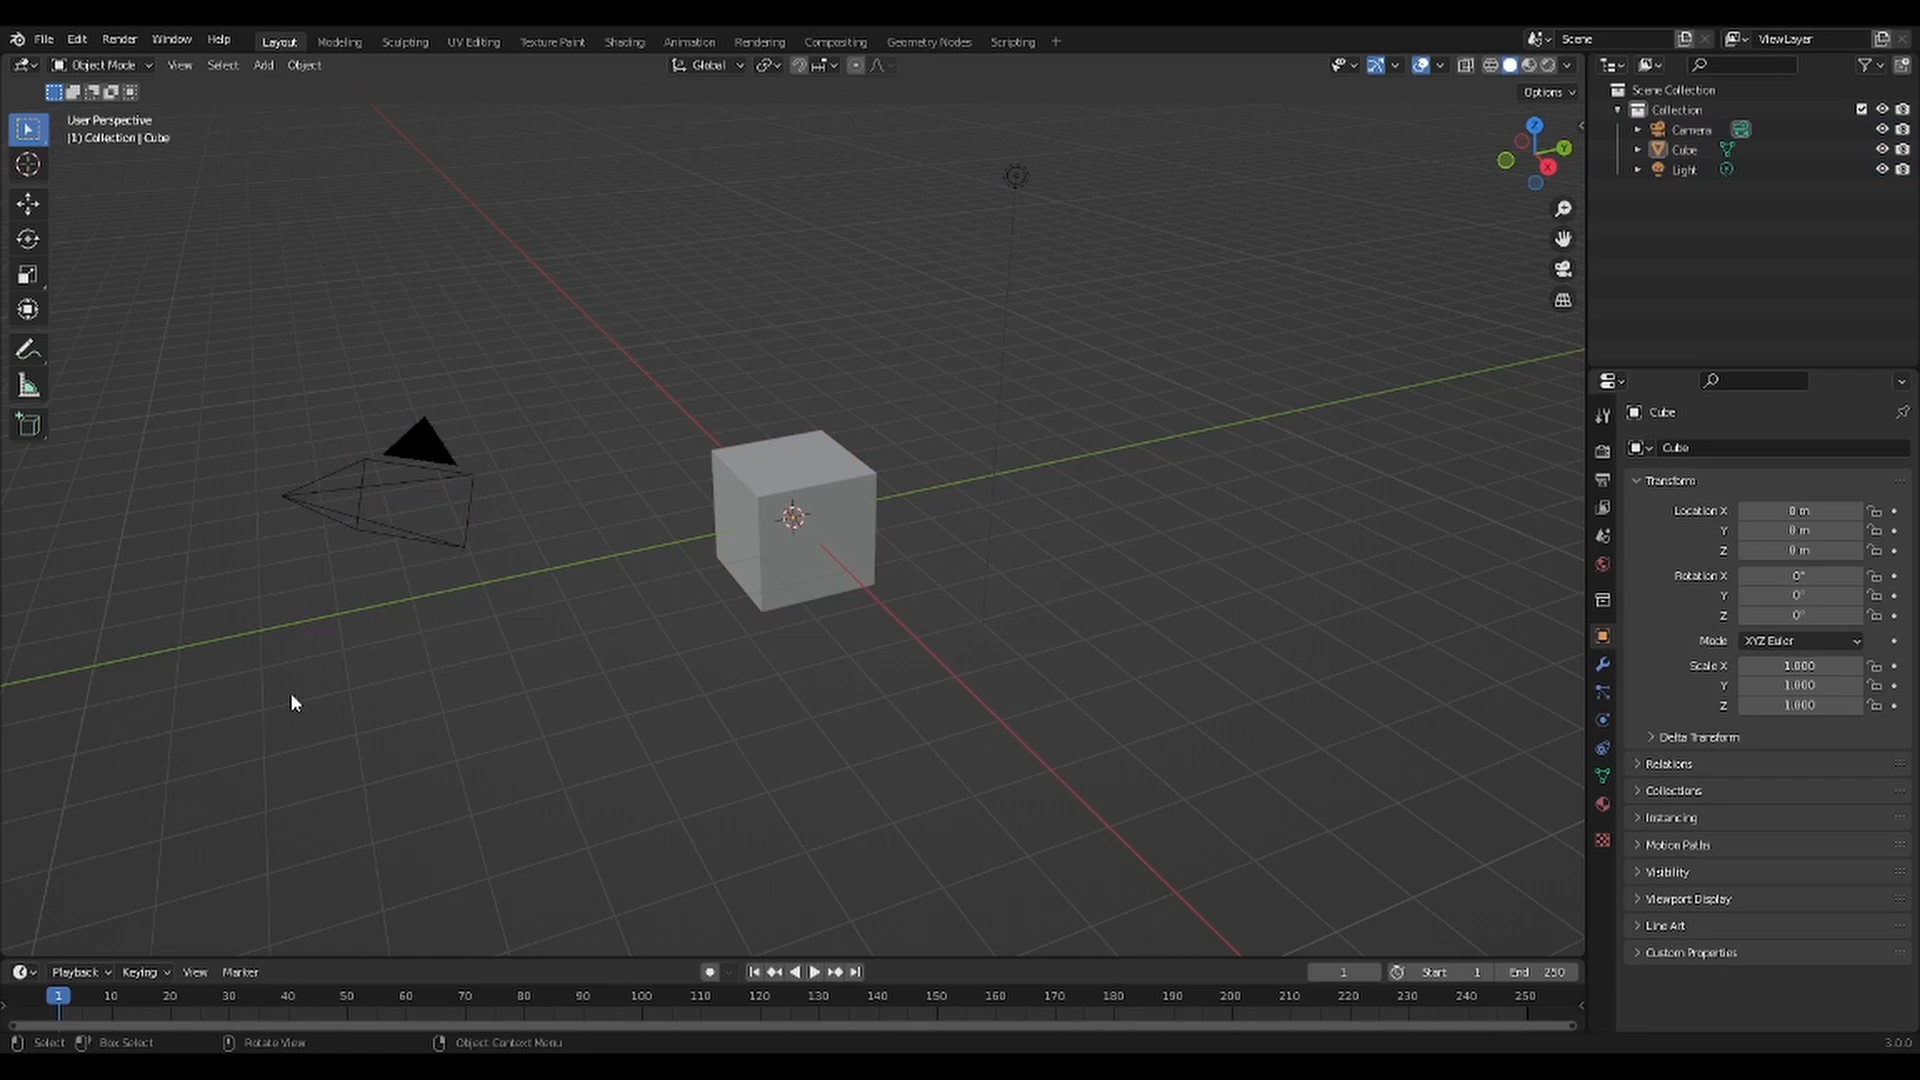 File Edit Render Window Help Layout Modeling Sculpting UV Editing Texture Paint Shading Animation Rendering Compositing Geometry Nodes Scripting + Scene ViewLayer
Object Mode View Select Add Object Global
Options
User Perspective
(1) Collection | Cube
Z
Y
X
Scene Collection
Collection
Camera
Cube
Light
Cube
Cube
Transform
Location X 0 m
Y 0 m
Z 0 m
Rotation X 0°
Y 0°
Z 0°
Mode XYZ Euler
Scale X 1.000
Y 1.000
Z 1.000
Delta Transform
Relations
Collections
Instancing
Motion Paths
Visibility
Viewport Display
Line Art
Custom Properties
Playback Keying View Marker 1 Start 1 End 250
1 10 20 30 40 50 60 70 80 90 100 110 120 130 140 150 160 170 180 190 200 210 220 230 240 250
Select Box Select Rotate View Object Context Menu 3.0.0